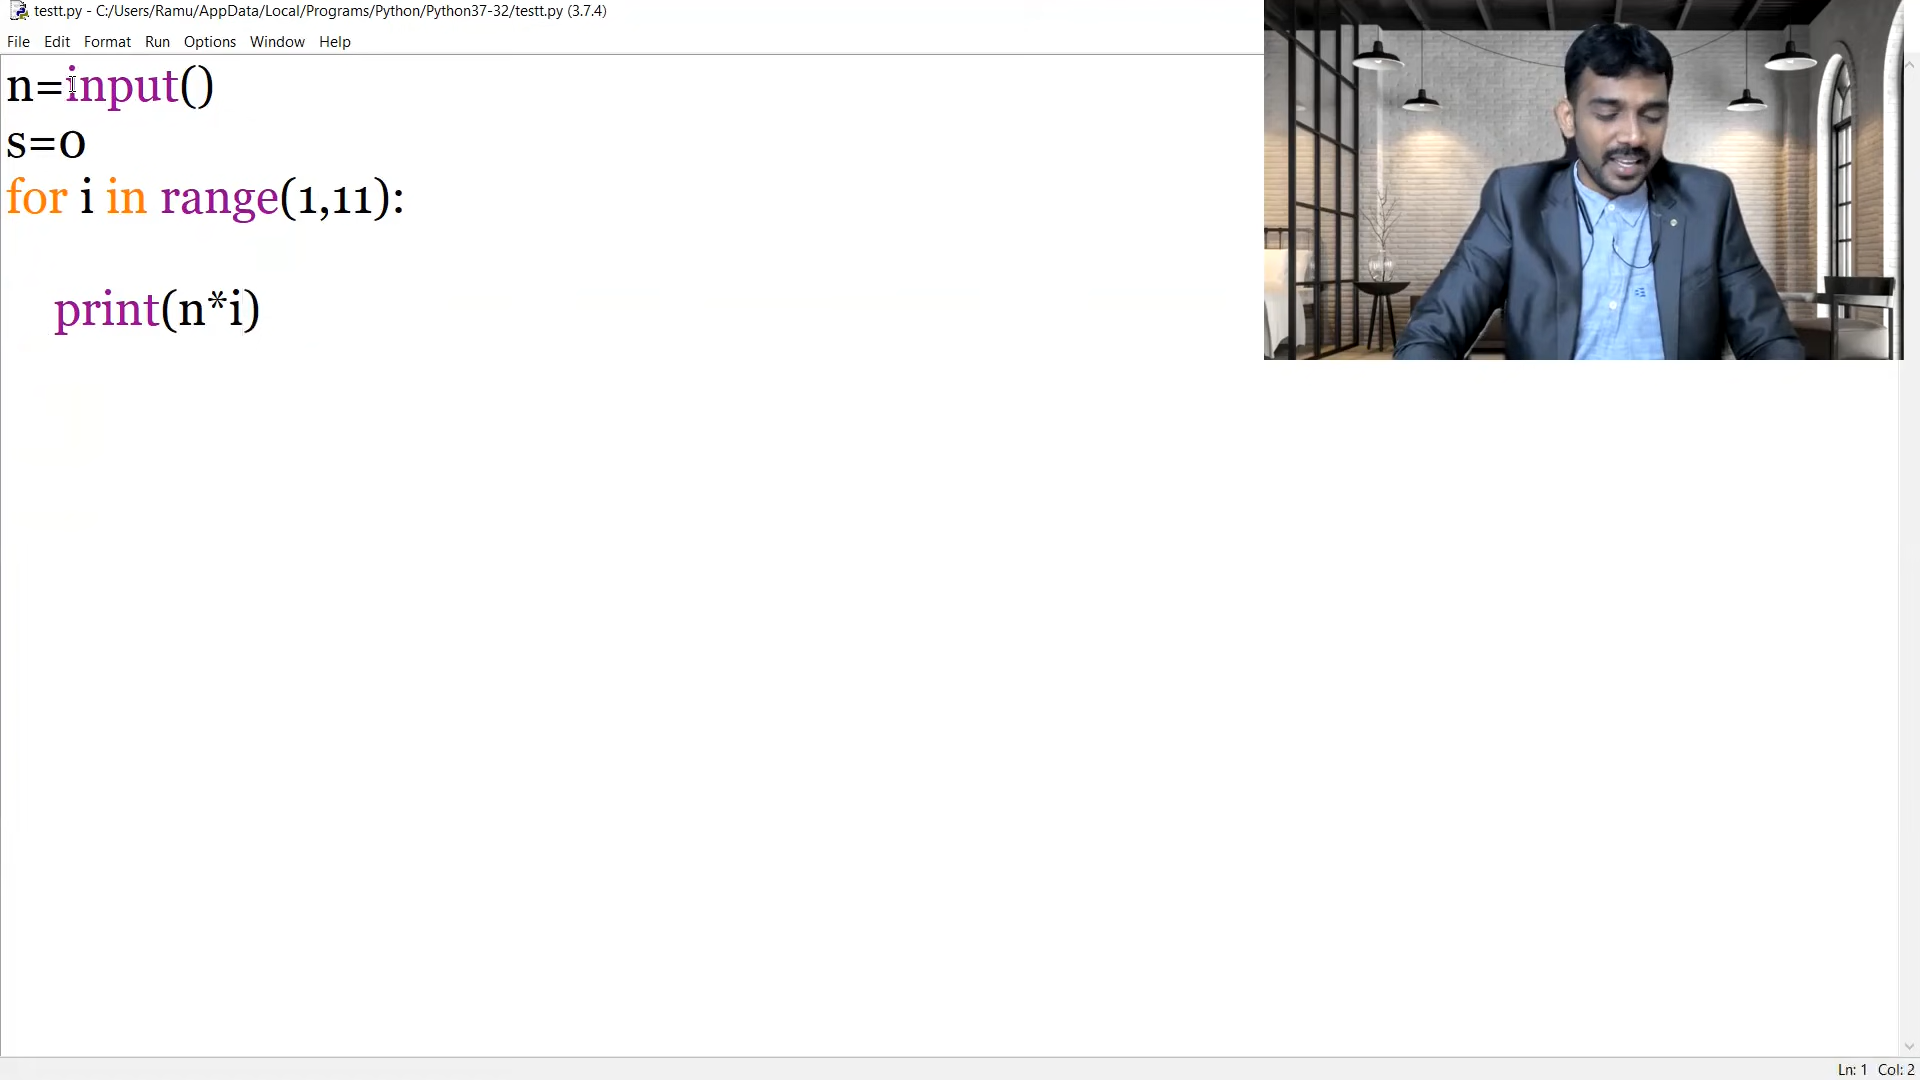 testt.py - C:/Users/Ramu/AppData/Local/Programs/Python/Python37-32/testt.py (3.7.4)
File Edit Format Run Options Window Help
n=input()
s=0
for i in range(1,11):
print(n*i)
Ln: 1 Col: 2